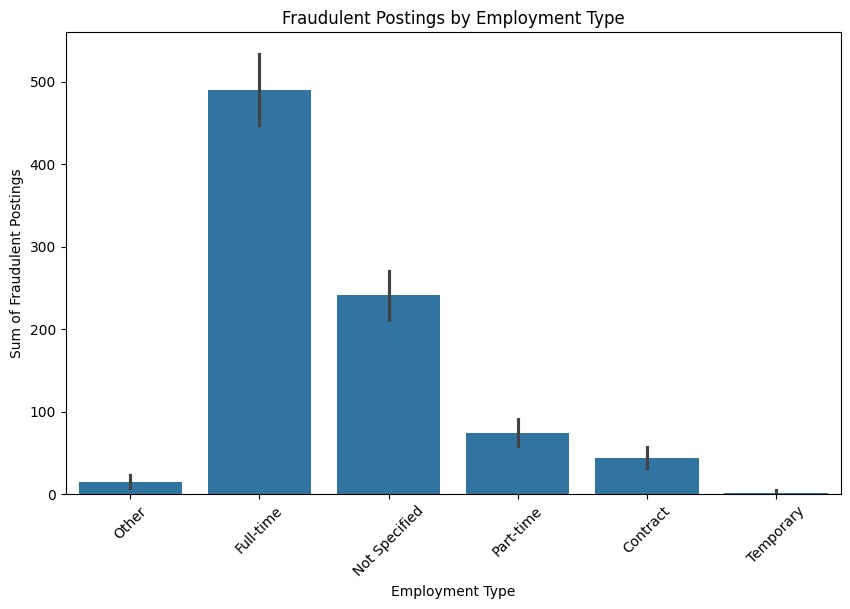 Fraudulent Postings by Employment Type
Sum of Fraudulent Postings
500
400
300
200
100
0
Other
Full-time
Not Specified
Part-time
Contract
Temporary
Employment Type